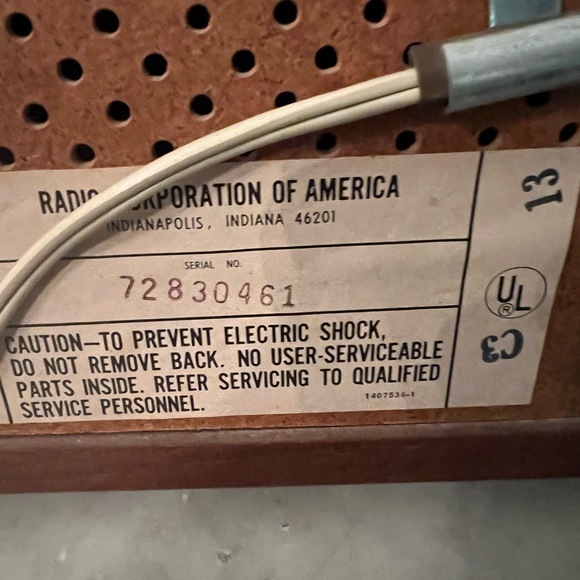 RADIO CORPORATION OF AMERICA
INDIANAPOLIS, INDIANA 46201
SERIAL NO.
72830461
CAUTION—TO PREVENT ELECTRIC SHOCK,
DO NOT REMOVE BACK. NO USER-SERVICEABLE
PARTS INSIDE. REFER SERVICING TO QUALIFIED
SERVICE PERSONNEL.
1407536-1
13
UL
®
C3